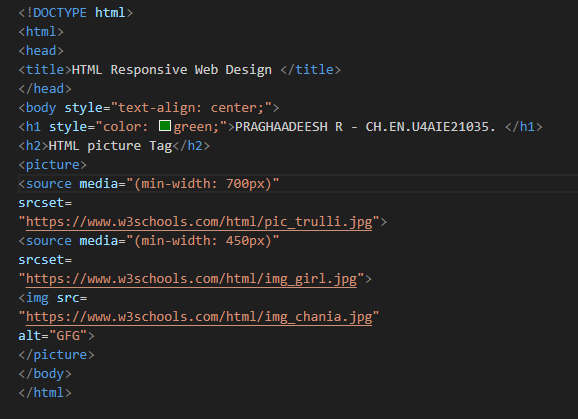 <!DOCTYPE html>
<html>
<head>
<title>HTML Responsive Web Design </title>
</head>
<body style="text-align: center;">
<h1 style="color: green;">PRAGHAADEESH R - CH.EN.U4AIE21035. </h1>
<h2>HTML picture Tag</h2>
<picture>
<source media="(min-width: 700px)"
srcset=
"https://www.w3schools.com/html/pic_trulli.jpg">
<source media="(min-width: 450px)"
srcset=
"https://www.w3schools.com/html/img_girl.jpg">
<img src=
"https://www.w3schools.com/html/img_chania.jpg"
alt="GFG">
</picture>
</body>
</html>